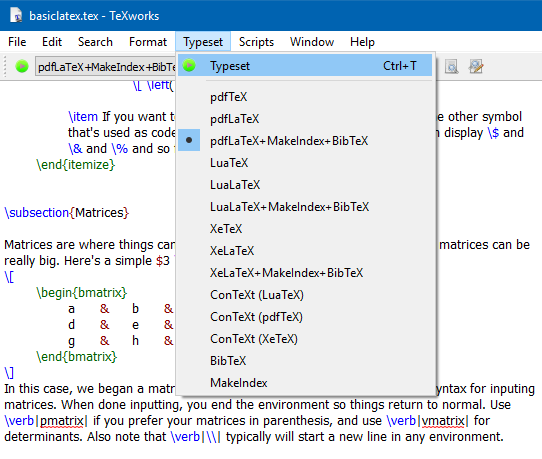 basiclatex.tex - TeXworks
File Edit Search Format Typeset Scripts Window Help
pdfLaTeX+MakeIndex+BibTe
Typeset Ctrl+T
pdfTeX
pdfLaTeX
pdfLaTeX+MakeIndex+BibTeX
LuaTeX
LuaLaTeX
LuaLaTeX+MakeIndex+BibTeX
XeTeX
XeLaTeX
XeLaTeX+MakeIndex+BibTeX
ConTeXt (LuaTeX)
ConTeXt (pdfTeX)
ConTeXt (XeTeX)
BibTeX
MakeIndex
\[ \left(
\item If you want to e other symbol
that's used as code display \$ and
\& and \% and so
\end{itemize}
\subsection{Matrices}
Matrices are where things can matrices can be
really big. Here's a simple $3
\[
\begin{bmatrix}
a & b &
d & e &
g & h &
\end{bmatrix}
\]
In this case, we began a matr yntax for inputing
matrices. When done inputting, you end the environment so things return to normal. Use
\verb|pmatrix| if you prefer your matrices in parenthesis, and use \verb|vmatrix| for
determinants. Also note that \verb|\\| typically will start a new line in any environment.